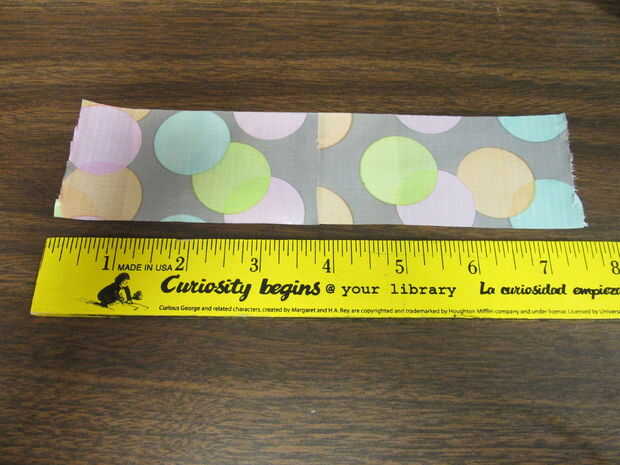 1 2 3 4 5 6 7 8
MADE IN USA
Curiosity begins @ your library La curiosidad empieza
Curious George and related characters, created by Margaret and H.A. Rey, are copyrighted and trademarked by Houghton Mifflin company and under license. Licensed by Univers